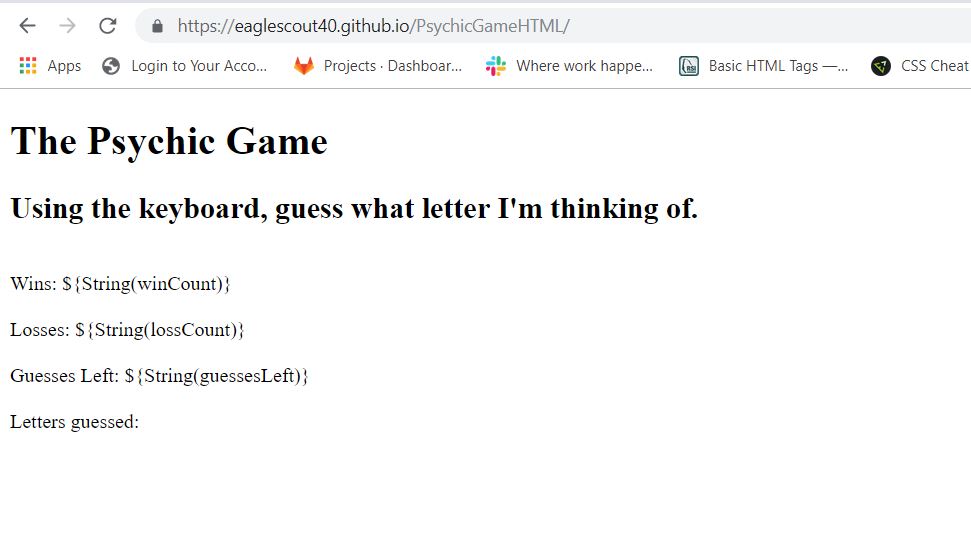 https://eaglescout40.github.io/PsychicGameHTML/
Apps Login to Your Acco... Projects · Dashboar... Where work happe... RSJ Basic HTML Tags —... CSS Cheat
The Psychic Game
Using the keyboard, guess what letter I'm thinking of.
Wins: ${String(winCount)}
Losses: ${String(lossCount)}
Guesses Left: ${String(guessesLeft)}
Letters guessed: